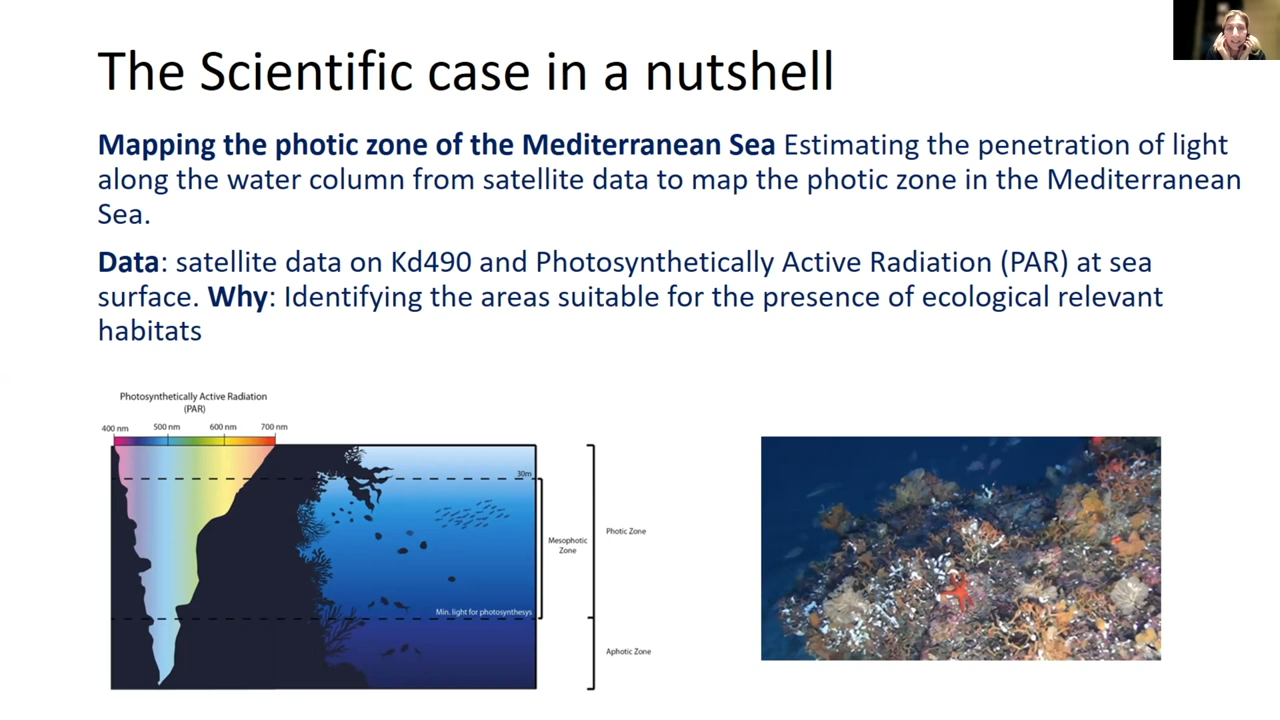 The Scientific case in a nutshell
Mapping the photic zone of the Mediterranean Sea Estimating the penetration of light
along the water column from satellite data to map the photic zone in the Mediterranean
Sea.
Data: satellite data on Kd490 and Photosynthetically Active Radiation (PAR) at sea
surface. Why: Identifying the areas suitable for the presence of ecological relevant
habitats
Photosynthetically Active Radiation
(PAR)
400 nm 500 nm 600 nm 700 nm
30m
Photic Zone
Mesophotic
Zone
Min. light for photosynthesys
Aphotic Zone